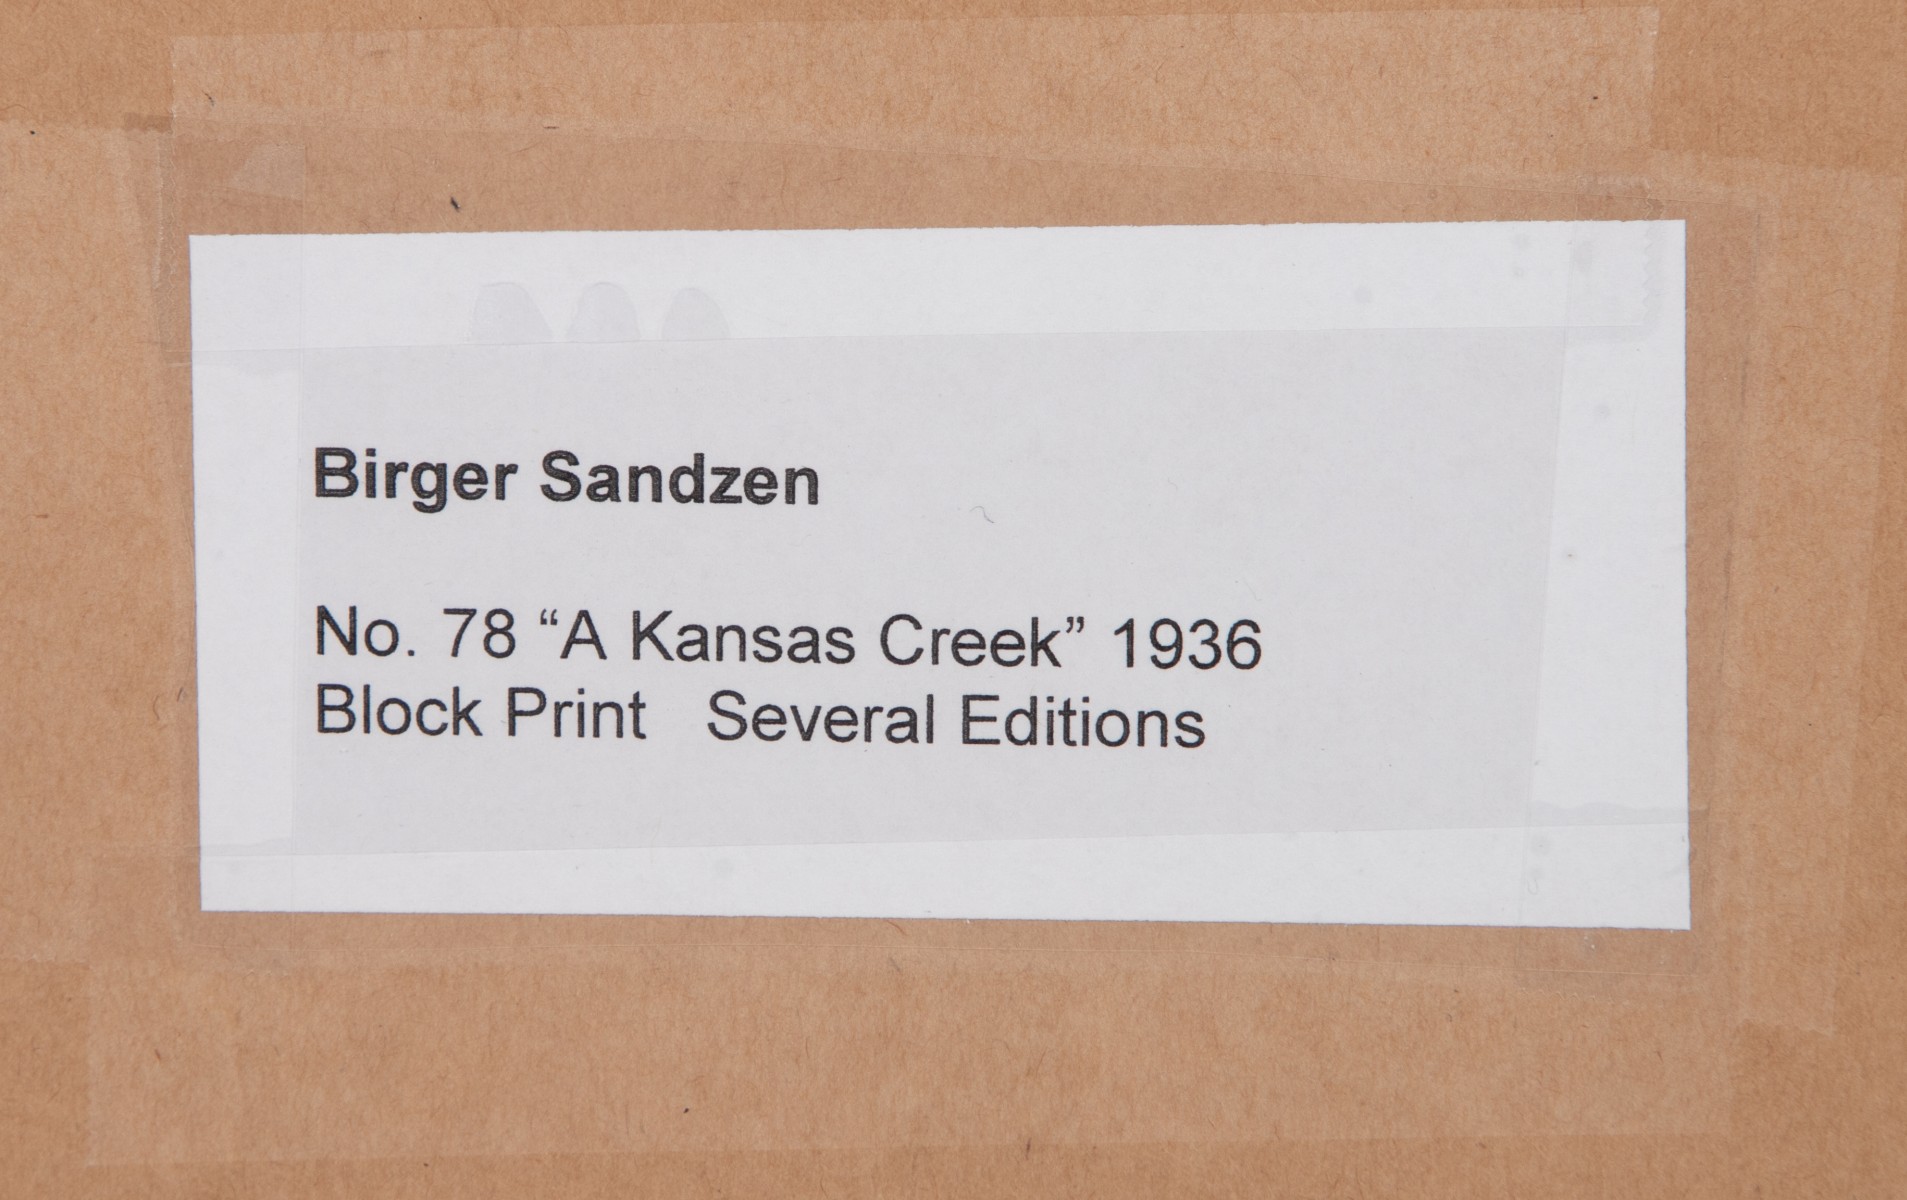 Birger Sandzen
No. 78 “A Kansas Creek” 1936
Block Print   Several Editions